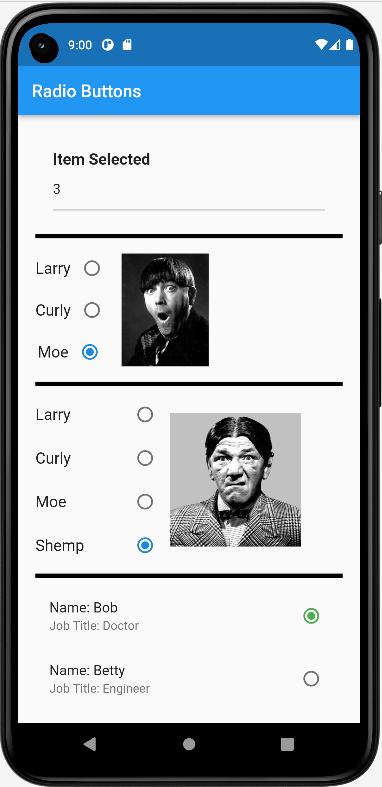 9:00
Radio Buttons
Item Selected
3
Larry
Curly
Moe
Larry
Curly
Moe
Shemp
Name: Bob
Job Title: Doctor
Name: Betty
Job Title: Engineer